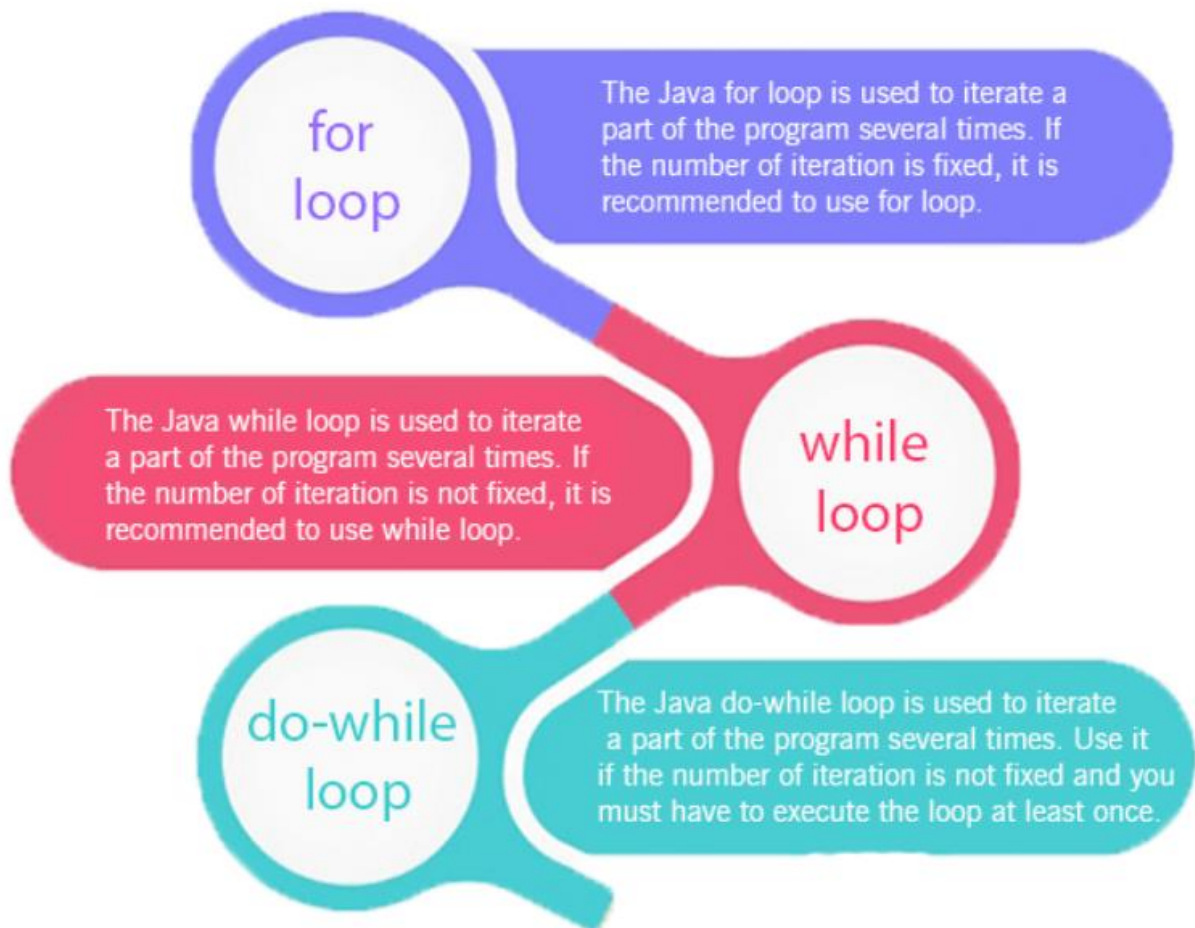 for
loop
The Java for loop is used to iterate a
part of the program several times. If
the number of iteration is fixed, it is
recommended to use for loop.
The Java while loop is used to iterate
a part of the program several times. If
the number of iteration is not fixed, it is
recommended to use while loop.
while
loop
do-while
loop
The Java do-while loop is used to iterate
a part of the program several times. Use it
if the number of iteration is not fixed and you
must have to execute the loop at least once.